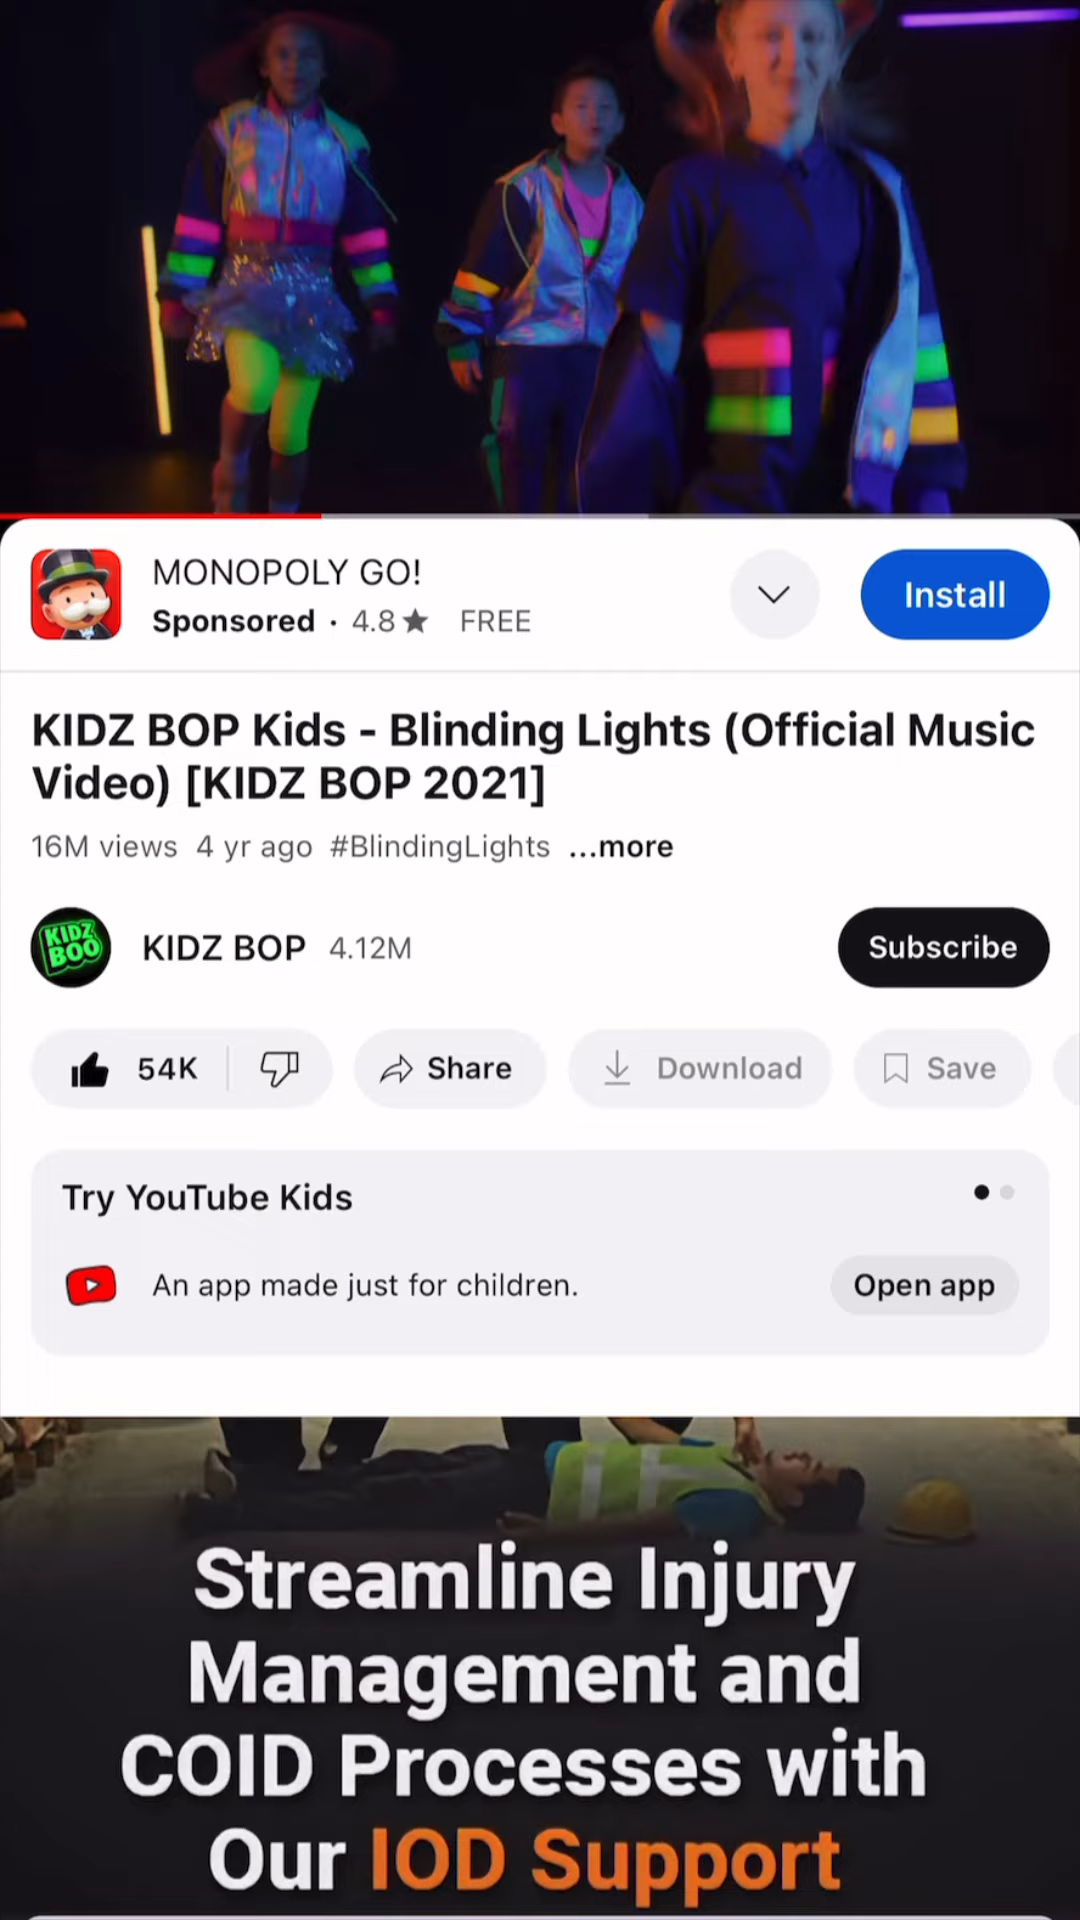 MONOPOLY GO!
Sponsored · 4.8★ FREE
Install
KIDZ BOP Kids - Blinding Lights (Official Music
Video) [KIDZ BOP 2021]
16M views 4 yr ago #BlindingLights ...more
KIDZ BOO
KIDZ BOP 4.12M
Subscribe
54K
Share
Download
Save
Try YouTube Kids
An app made just for children.
Open app
Streamline Injury
Management and
COID Processes with
Our IOD Support